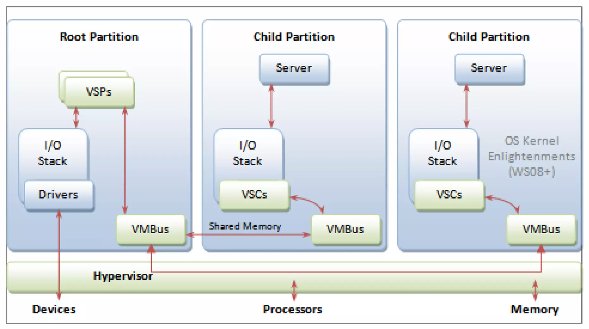 Root Partition
VSPs
I/O
Stack
Drivers
VMBus
Shared Memory
Child Partition
Server
I/O
Stack
VSCs
VMBus
Child Partition
Server
I/O
Stack
OS Kernel
Enlightenments
(WS08+)
VSCs
VMBus
Hypervisor
Devices
Processors
Memory